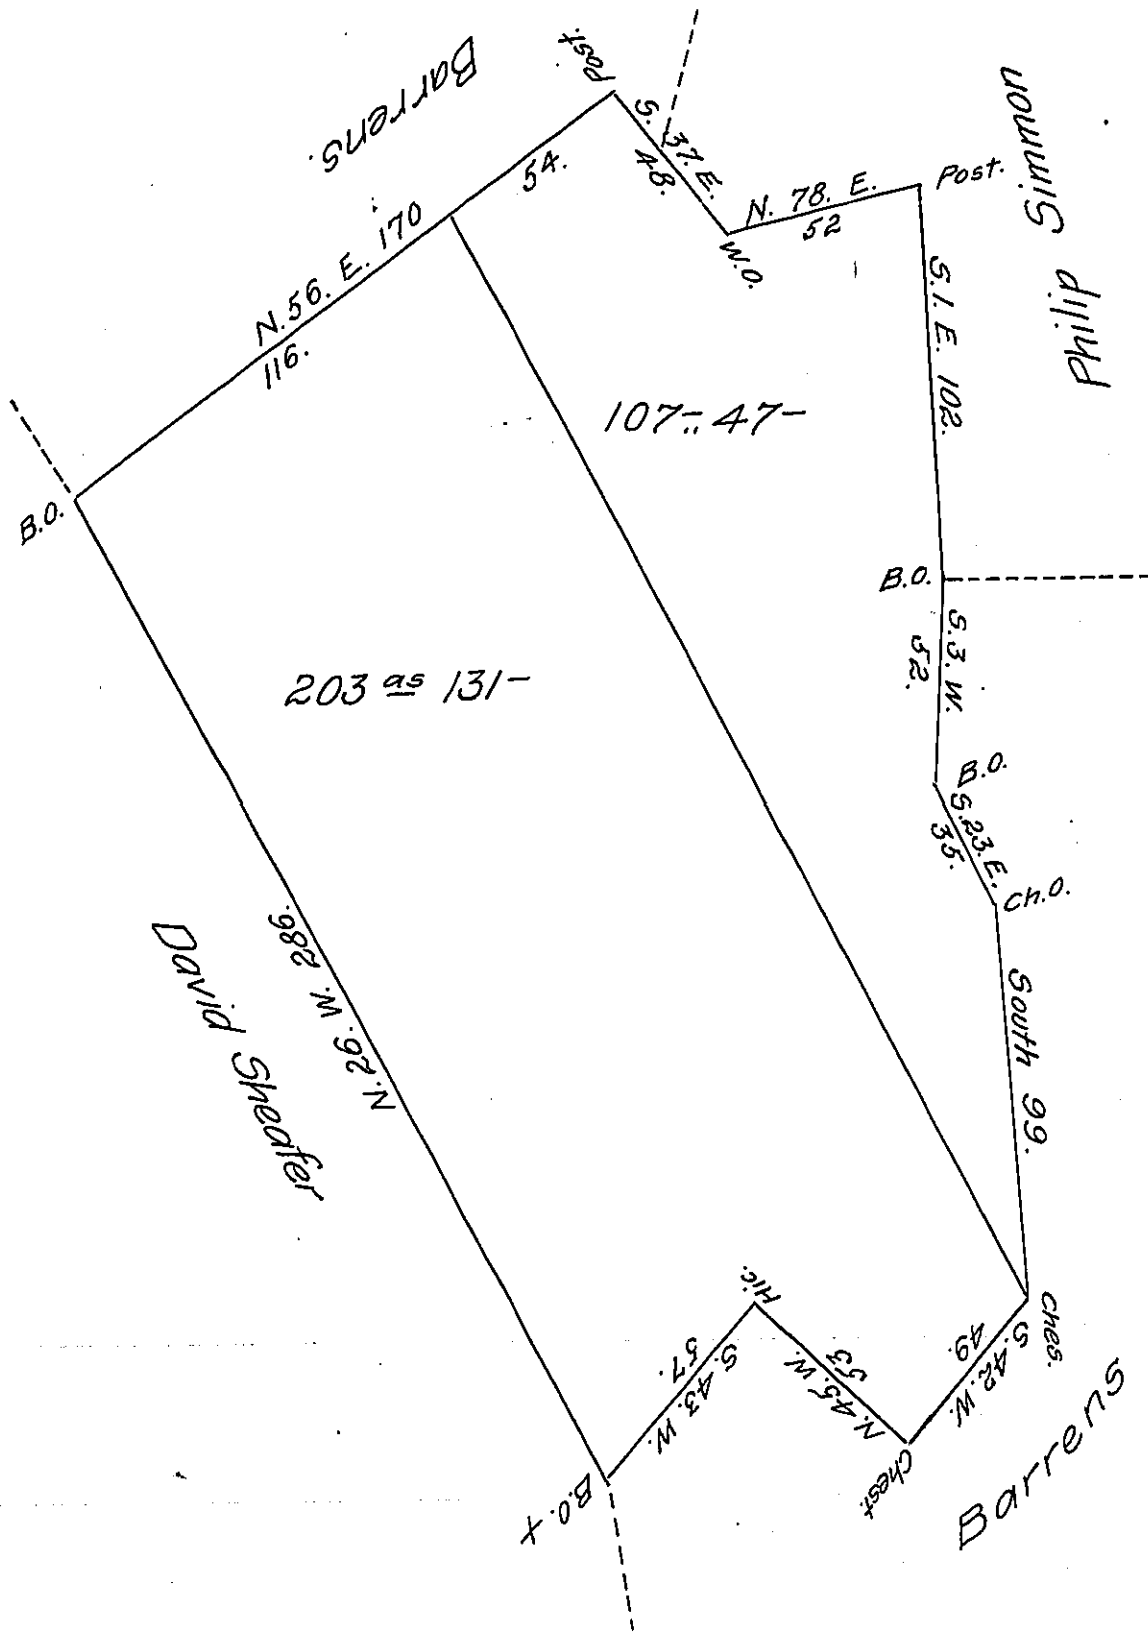 Barrens.
Post.
S. 37. E.
48.
54.
N. 56. E. 170
116.
N. 78. E.
52
W.O.
Post.
Philip Simmon
S. 1. E. 102.
107-:47-
B.O.
B.O.
S. 3. W.
52.
203 as 131-
B.O.
S. 23. E.
35.
Ch.O.
South 99.
David Sheafer
N. 26. W. 286.
Ches.
S. 42. W.
49.
Hic.
N. 45. W.
53
Chest
S. 43. W.
57.
B.O. X
Barrens